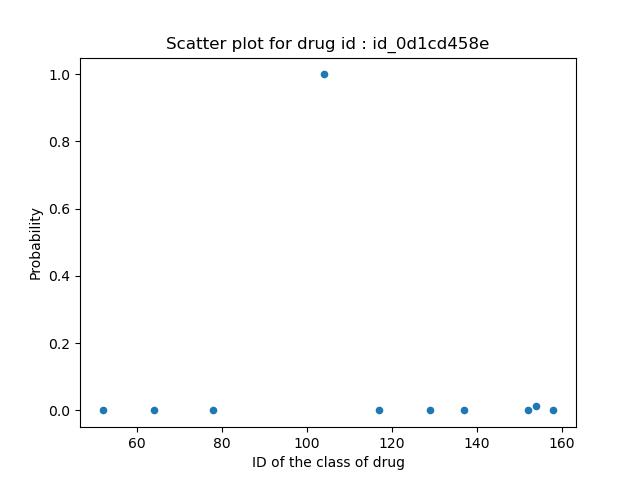 Scatter plot for drug id : id_0d1cd458e
1.0
0.8
0.6
0.4
0.2
0.0
Probability
60 80 100 120 140 160
ID of the class of drug